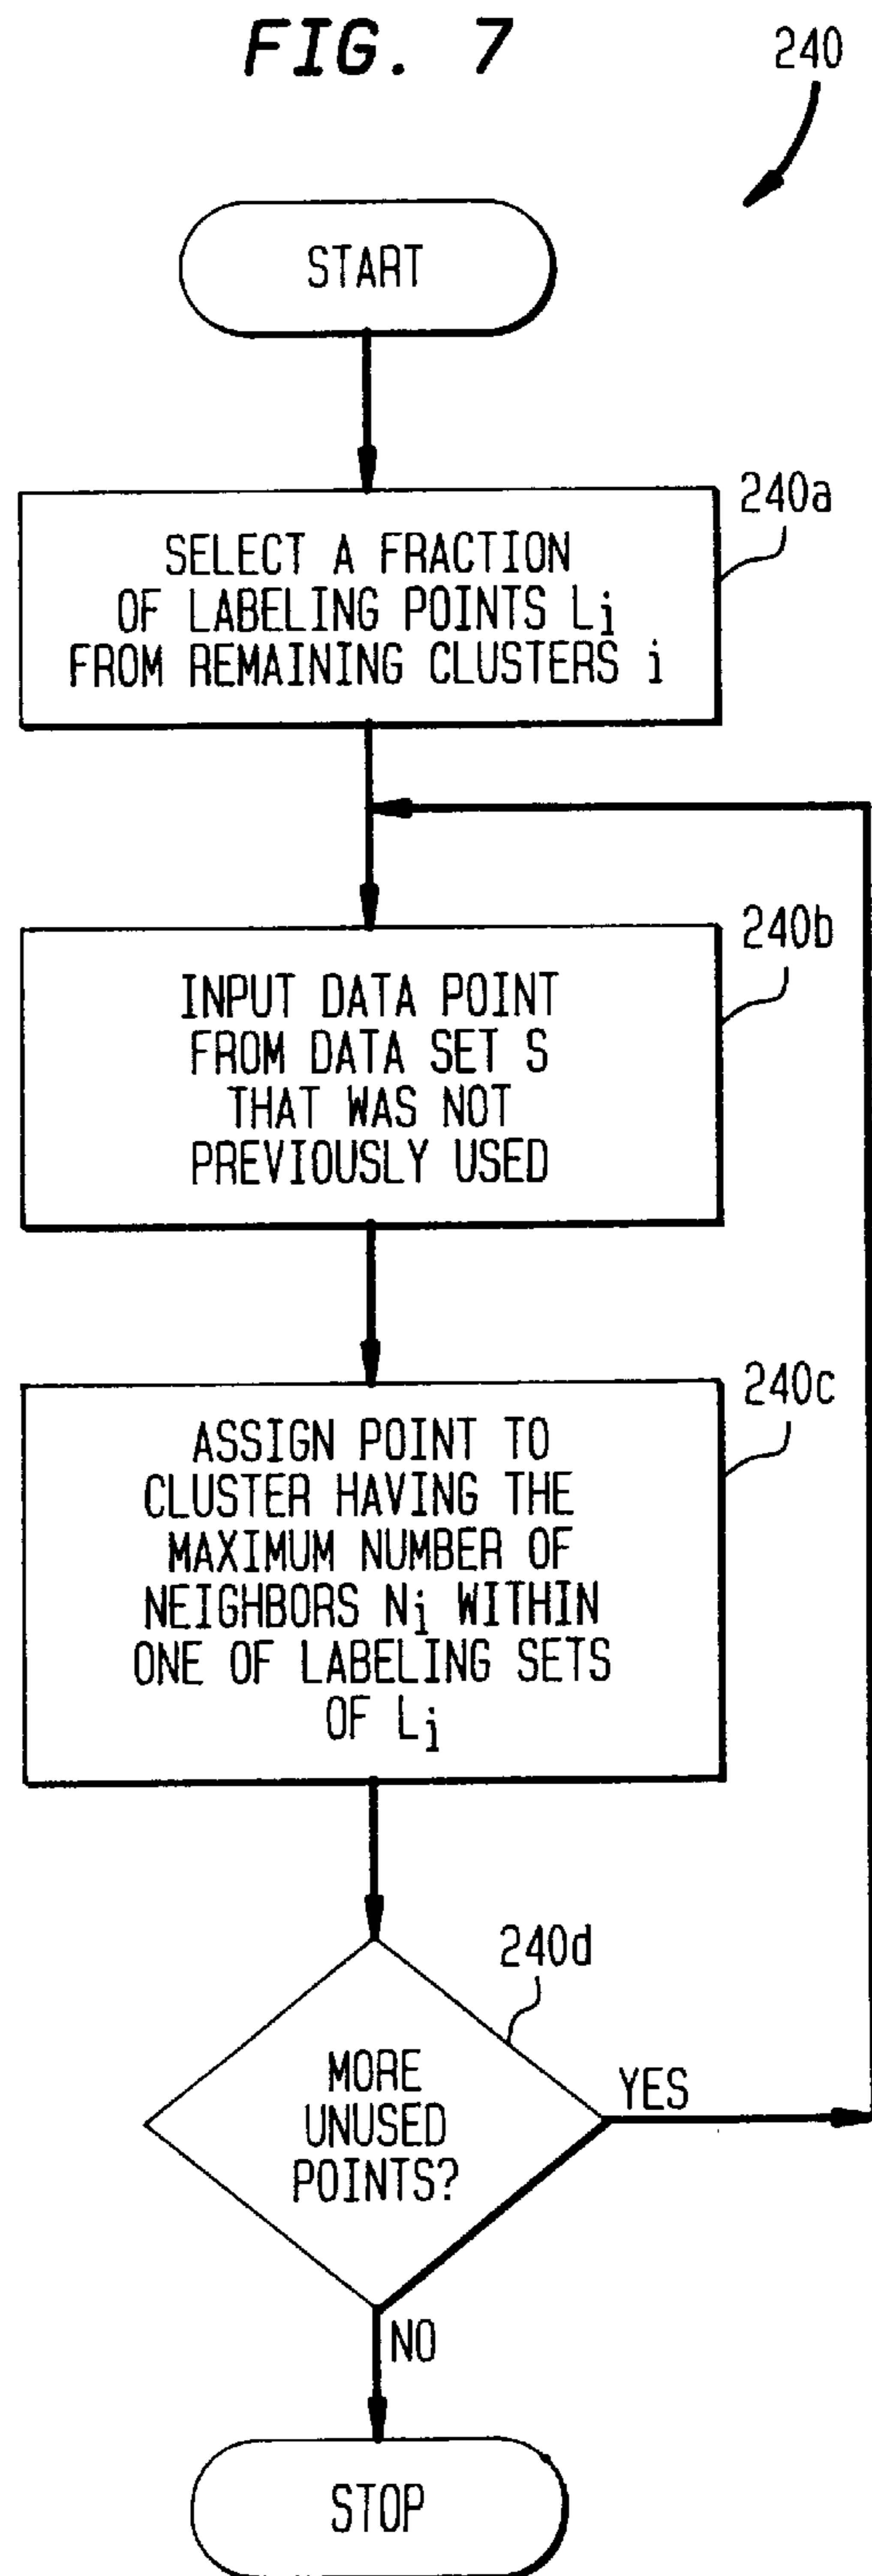 FIG. 7
240
START
240a
SELECT A FRACTION
OF LABELING POINTS Li
FROM REMAINING CLUSTERS i
240b
INPUT DATA POINT
FROM DATA SET S
THAT WAS NOT
PREVIOUSLY USED
240c
ASSIGN POINT TO
CLUSTER HAVING THE
MAXIMUM NUMBER OF
NEIGHBORS Ni WITHIN
ONE OF LABELING SETS
OF Li
240d
MORE
UNUSED
POINTS?
YES
NO
STOP